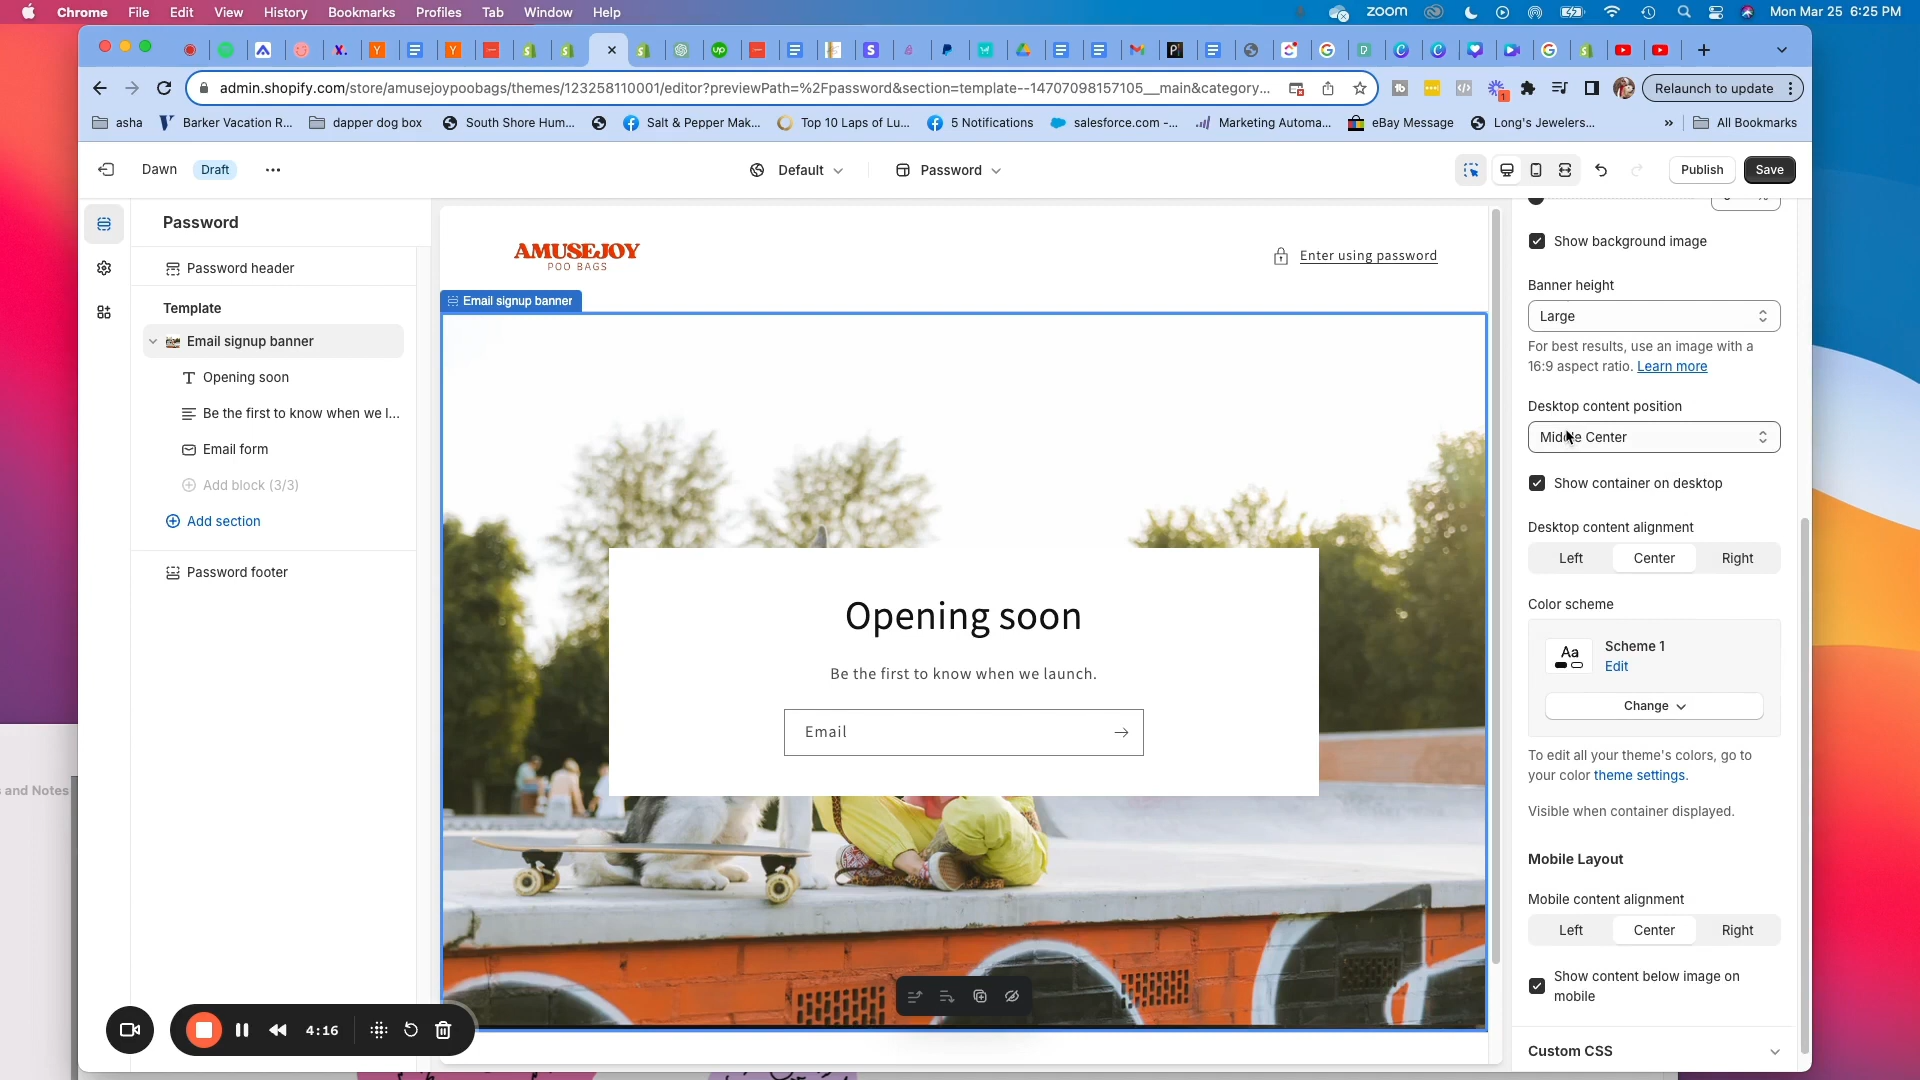 Chrome File Edit View History Bookmarks Profiles Tab Window Help
zoom
Mon Mar 25 6:25 PM
admin.shopify.com/store/amusejoypoobags/themes/123258110001/editor?previewPath=%2Fpassword&section=template--14707098157105__main&category...
1
Relaunch to update
asha
Barker Vacation R...
dapper dog box
South Shore Hum...
Salt & Pepper Mak...
Top 10 Laps of Lu...
5 Notifications
salesforce.com -...
Marketing Automa...
eBay Message
Long's Jewelers...
»
All Bookmarks
Dawn
Draft
Default
Password
Publish
Save
Password
Password header
Template
Email signup banner
Opening soon
Be the first to know when we l...
Email form
Add block (3/3)
Add section
Password footer
AMUSEJOY
POO BAGS
Enter using password
Email signup banner
Opening soon
Be the first to know when we launch.
Email
Show background image
Banner height
Large
For best results, use an image with a
16:9 aspect ratio. Learn more
Desktop content position
Middle Center
Show container on desktop
Desktop content alignment
Left Center Right
Color scheme
Aa
Scheme 1
Edit
Change
To edit all your theme's colors, go to
your color theme settings.
Visible when container displayed.
Mobile Layout
Mobile content alignment
Left Center Right
Show content below image on
mobile
Custom CSS
and Notes
4:16